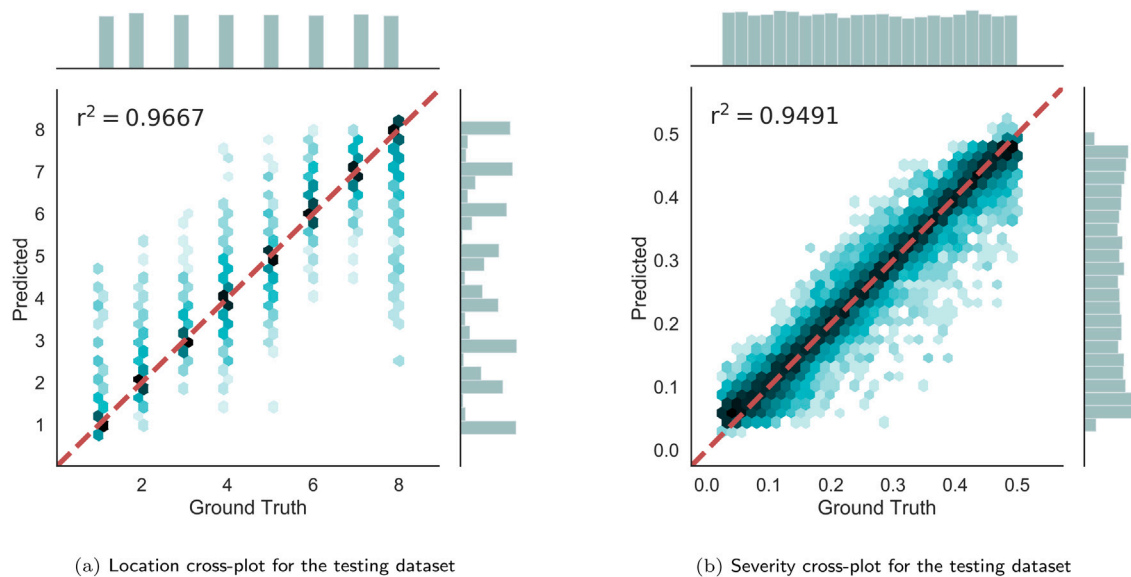 r² = 0.9667
Predicted
8
7
6
5
4
3
2
1
2 4 6 8
Ground Truth
(a) Location cross-plot for the testing dataset
r² = 0.9491
Predicted
0.5
0.4
0.3
0.2
0.1
0.0
0.0 0.1 0.2 0.3 0.4 0.5
Ground Truth
(b) Severity cross-plot for the testing dataset